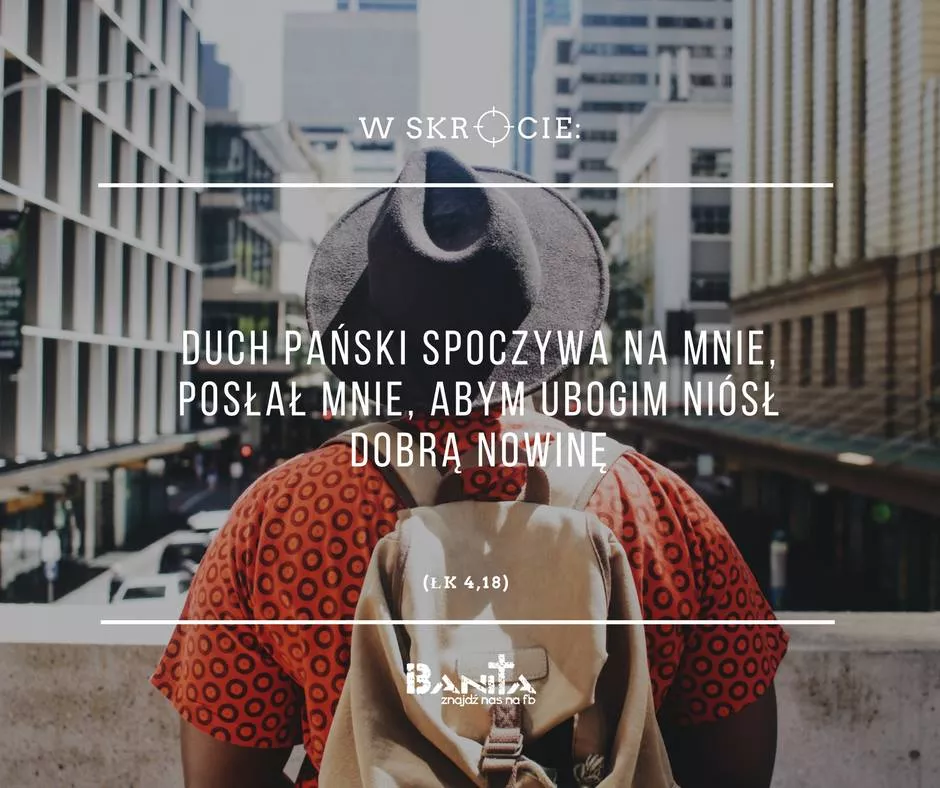 W SKRÓCIE:
DUCH PAŃSKI SPOCZYWA NA MNIE,
POSŁAŁ MNIE, ABYM UBOGIM NIÓSŁ
DOBRĄ NOWINĘ
(ŁK 4,18)
BANITA
znajdź nas na fb